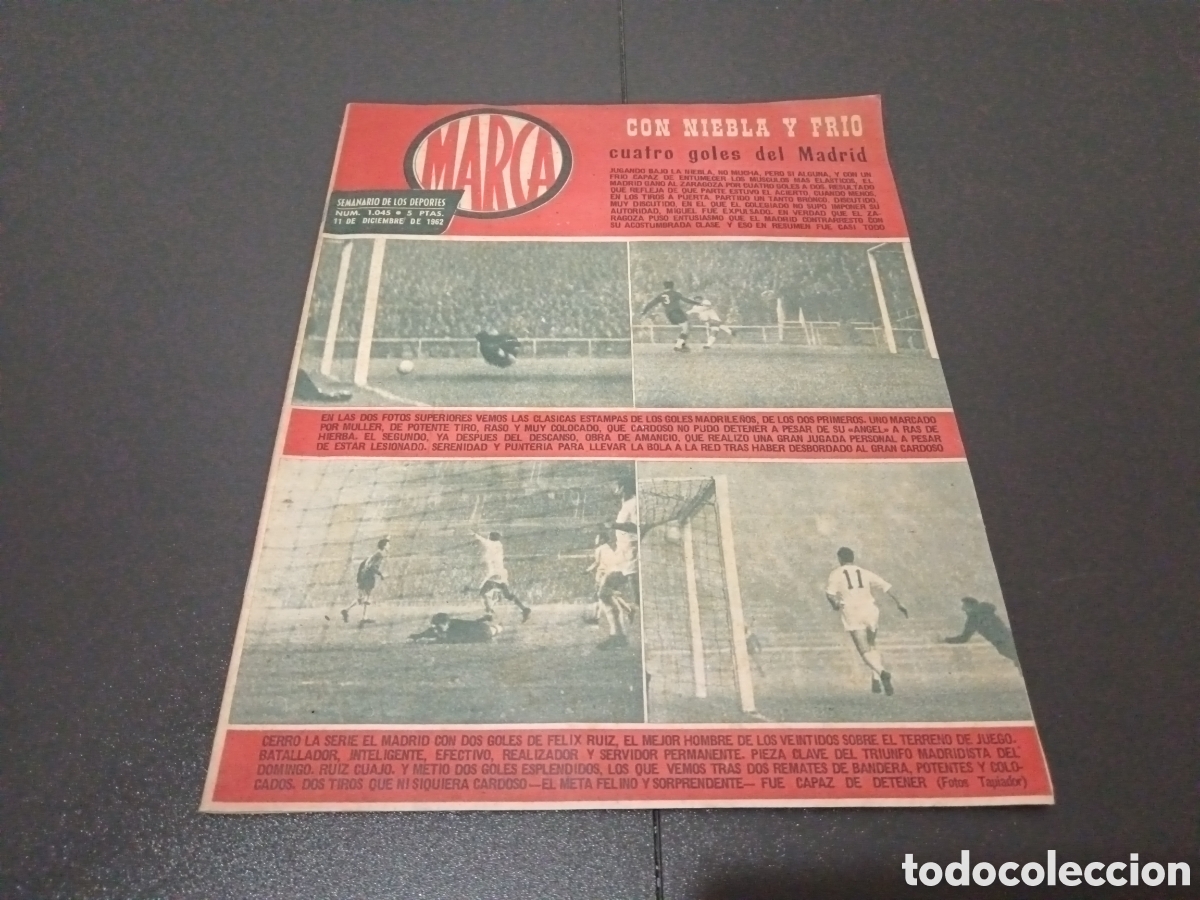 MARCA
SEMANARIO DE LOS DEPORTES
NUM. 1.045 • 5 PTAS.
11 DE DICIEMBRE DE 1962
CON NIEBLA Y FRIO
cuatro goles del Madrid
JUGANDO BAJO LA NIEBLA, NO MUCHA, PERO SI ALGUNA, Y CON UN
FRIO CAPAZ DE ENTUMECER LOS MUSCULOS MAS ELASTICOS, EL
MADRID GANO AL ZARAGOZA POR CUATRO GOLES A DOS. RESULTADO
QUE REFLEJA DE QUE PARTE ESTUVO EL ACIERTO, CUANDO MENOS,
EN LOS TIROS A PUERTA. PARTIDO UN TANTO BRONCO, DISCUTIDO,
MUY DISCUTIDO, EN EL QUE EL COLEGIADO NO SUPO IMPONER SU
AUTORIDAD, MIGUEL FUE EXPULSADO. EN VERDAD QUE EL ZA-
RAGOZA PUSO ENTUSIASMO QUE EL MADRID CONTRARRESTO CON
SU ACOSTUMBRADA CLASE Y ESO EN RESUMEN FUE CASI TODO
3
EN LAS DOS FOTOS SUPERIORES VEMOS LAS CLASICAS ESTAMPAS DE LOS GOLES MADRILEÑOS, DE LOS DOS PRIMEROS. UNO MARCADO
POR MULLER, DE POTENTE TIRO, RASO Y MUY COLOCADO, QUE CARDOSO NO PUDO DETENER A PESAR DE SU «ANGEL» A RAS DE
HIERBA. EL SEGUNDO, YA DESPUES DEL DESCANSO, OBRA DE AMANCIO, QUE REALIZO UNA GRAN JUGADA PERSONAL A PESAR
DE ESTAR LESIONADO. SERENIDAD Y PUNTERIA PARA LLEVAR LA BOLA A LA RED TRAS HABER DESBORDADO AL GRAN CARDOSO
11
CERRO LA SERIE EL MADRID CON DOS GOLES DE FELIX RUIZ, EL MEJOR HOMBRE DE LOS VEINTIDOS SOBRE EL TERRENO DE JUEGO.
BATALLADOR, INTELIGENTE, EFECTIVO, REALIZADOR Y SERVIDOR PERMANENTE. PIEZA CLAVE DEL TRIUNFO MADRIDISTA DEL
DOMINGO. RUIZ CUAJO. Y METIO DOS GOLES ESPLENDIDOS, LOS QUE VEMOS TRAS DOS REMATES DE BANDERA, POTENTES Y COLO-
CADOS. DOS TIROS QUE NI SIQUIERA CARDOSO —EL META FELINO Y SORPRENDENTE— FUE CAPAZ DE DETENER (Fotos Tajuador)
todocoleccion